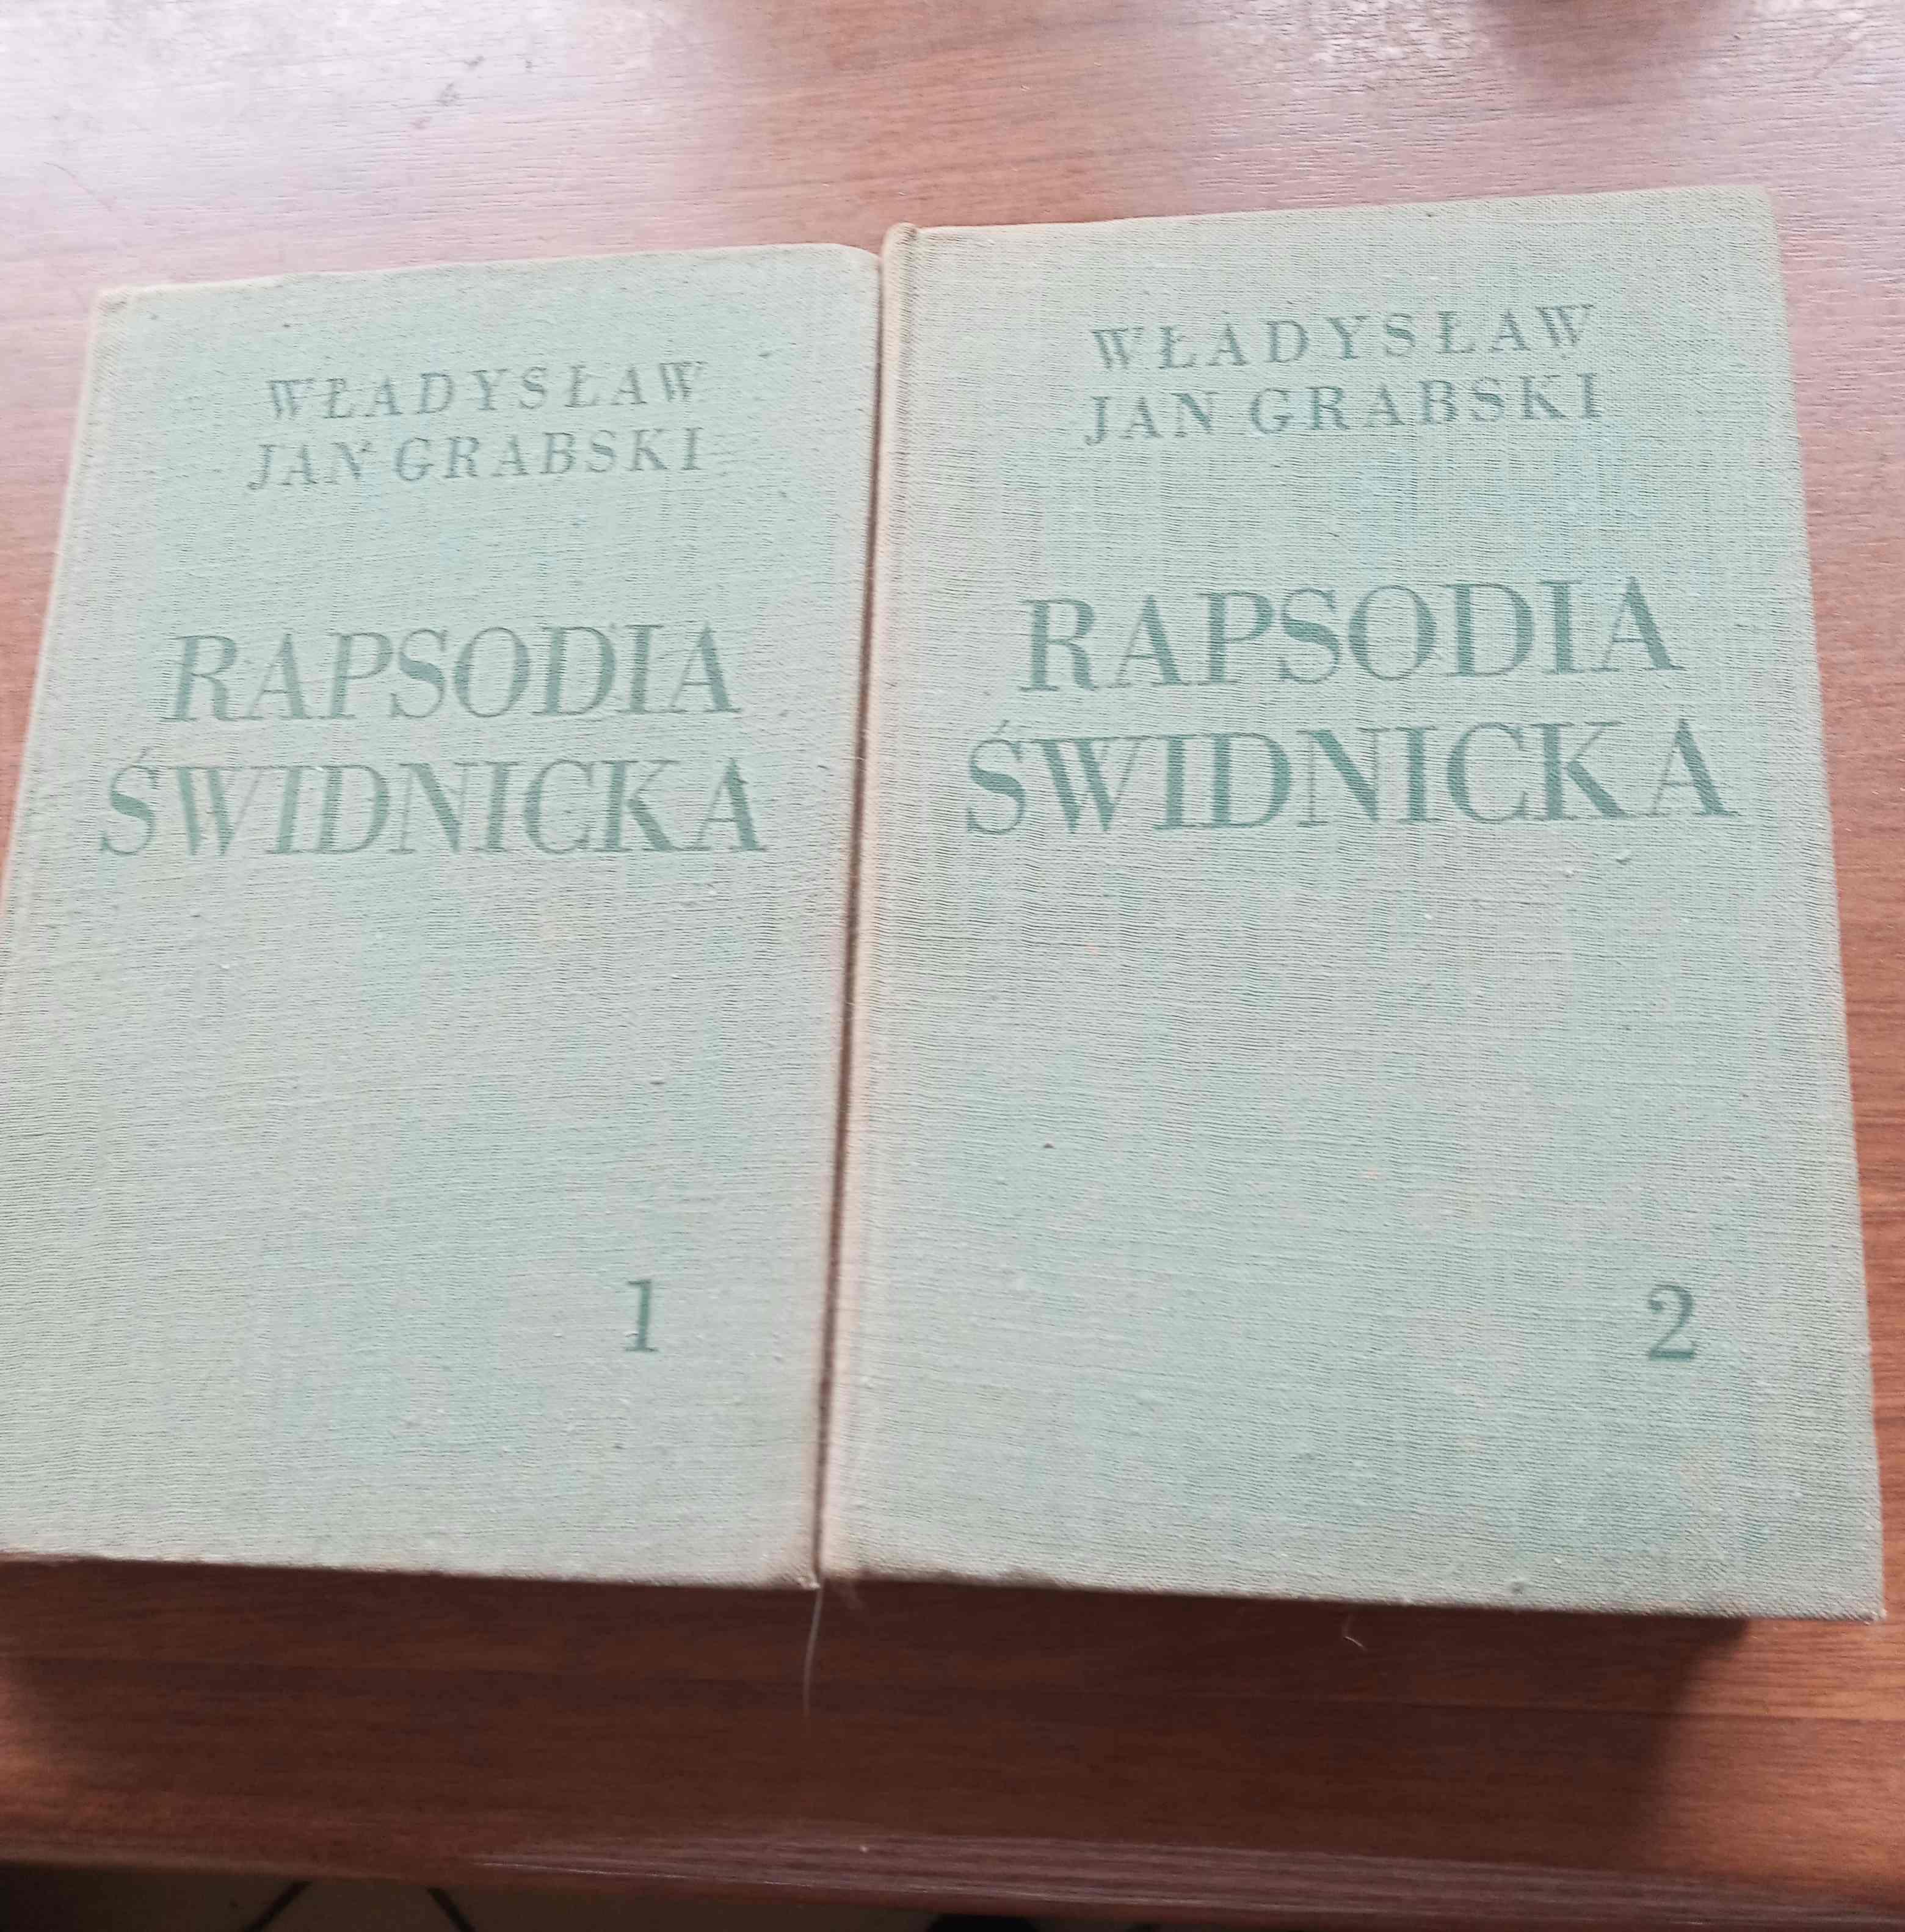 WŁADYSŁAW
JAN GRABSKI
RAPSODIA
ŚWIDNICKA
1
WŁADYSŁAW
JAN GRABSKI
RAPSODIA
ŚWIDNICKA
2